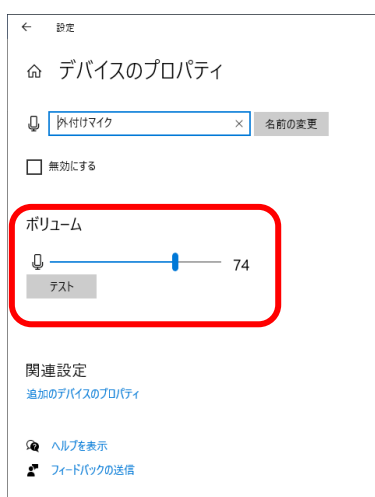 設定
デバイスのプロパティ
外付けマイク
名前の変更
無効にする
ボリューム
74
テスト
関連設定
追加のデバイスのプロパティ
ヘルプを表示
フィードバックの送信